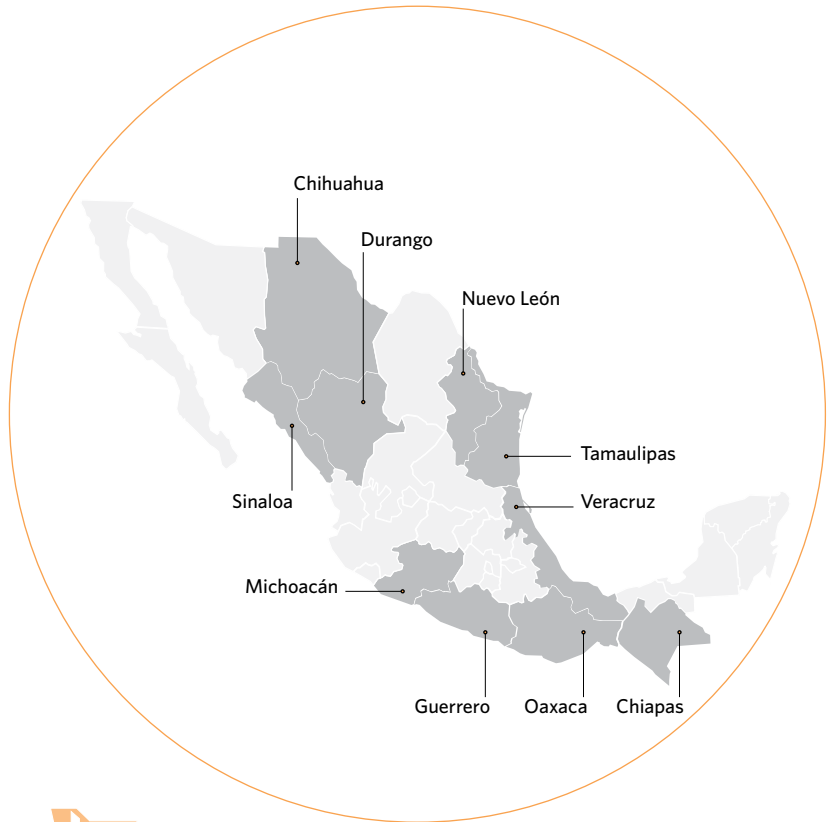 Chihuahua
Durango
Nuevo León
Tamaulipas
Veracruz
Sinaloa
Michoacán
Guerrero
Oaxaca
Chiapas